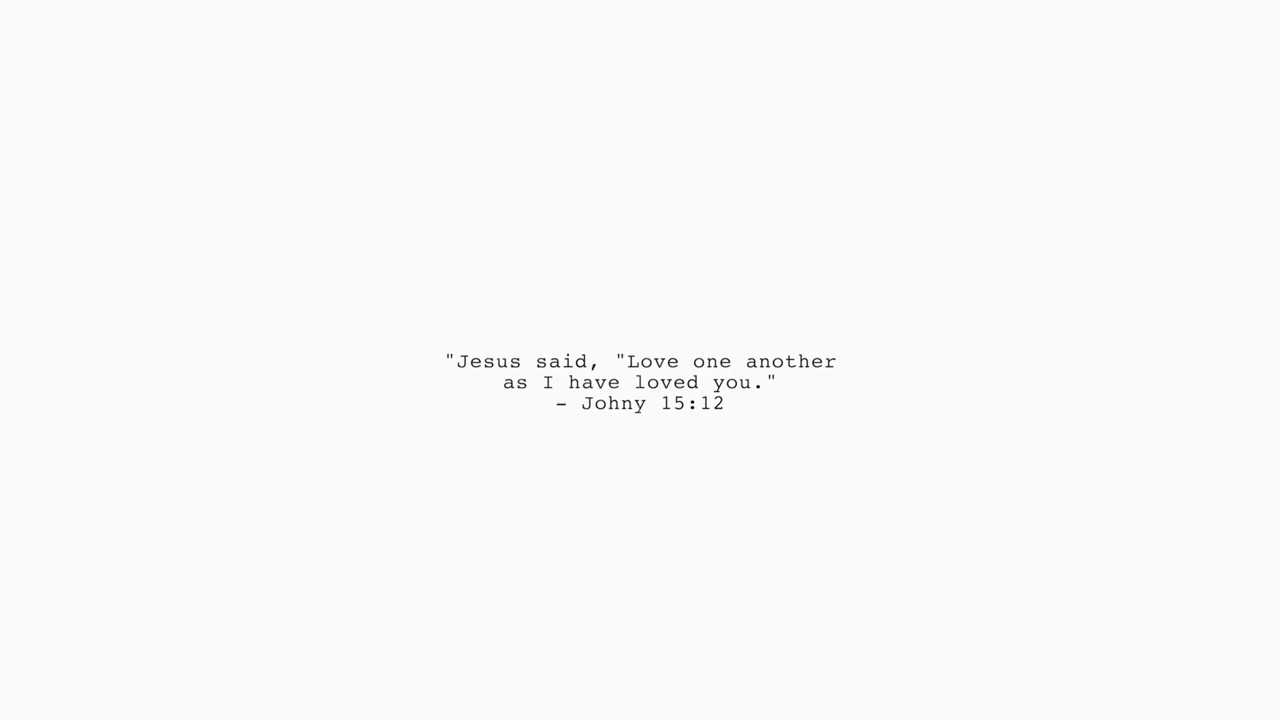 "Jesus said, "Love one another
as I have loved you."
– Johny 15:12